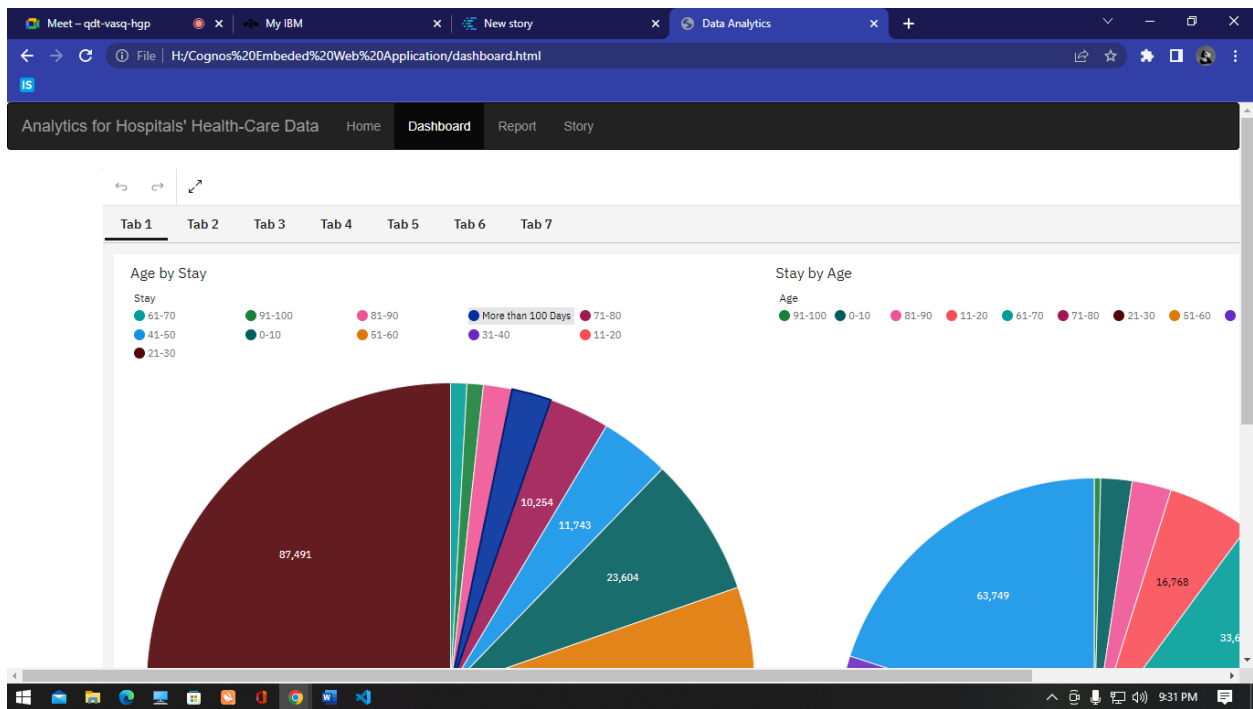 Meet – qdt-vasq-hgp My IBM New story Data Analytics
File H:/Cognos%20Embeded%20Web%20Application/dashboard.html
IS
Analytics for Hospitals' Health-Care Data Home Dashboard Report Story
Tab 1 Tab 2 Tab 3 Tab 4 Tab 5 Tab 6 Tab 7
Age by Stay
Stay
61-70 91-100 81-90 More than 100 Days 71-80
41-50 0-10 51-60 31-40 11-20
21-30
87,491
10,254
11,743
23,604
Stay by Age
Age
91-100 0-10 81-90 11-20 61-70 71-80 21-30 51-60
63,749
16,768
33,6
9:31 PM